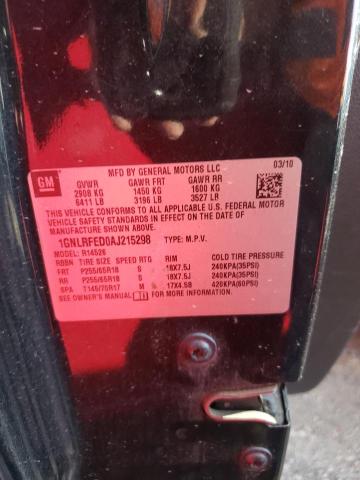 MFD BY GENERAL MOTORS LLC 03/10
GM GVWR GAWR FRT GAWR RR
2908 KG 1450 KG 1600 KG
6411 LB 3196 LB 3527 LB
THIS VEHICLE CONFORMS TO ALL APPLICABLE U.S. FEDERAL MOTOR
VEHICLE SAFETY STANDARDS IN EFFECT ON THE DATE OF
MANUFACTURE SHOWN ABOVE.
1GNLRFED0AJ215298 TYPE: M.P.V.
MODEL: R14526
RBBN TIRE SIZE SPEED RTG RIM COLD TIRE PRESSURE
FRT P255/65R18 S 18X7.5J 240KPA(35PSI)
RR P255/65R18 S 18X7.5J 240KPA(35PSI)
SPA T145/70R17 M 17X4.5B 420KPA(60PSI)
SEE OWNER'S MANUAL FOR ADDITIONAL INFORMATION.